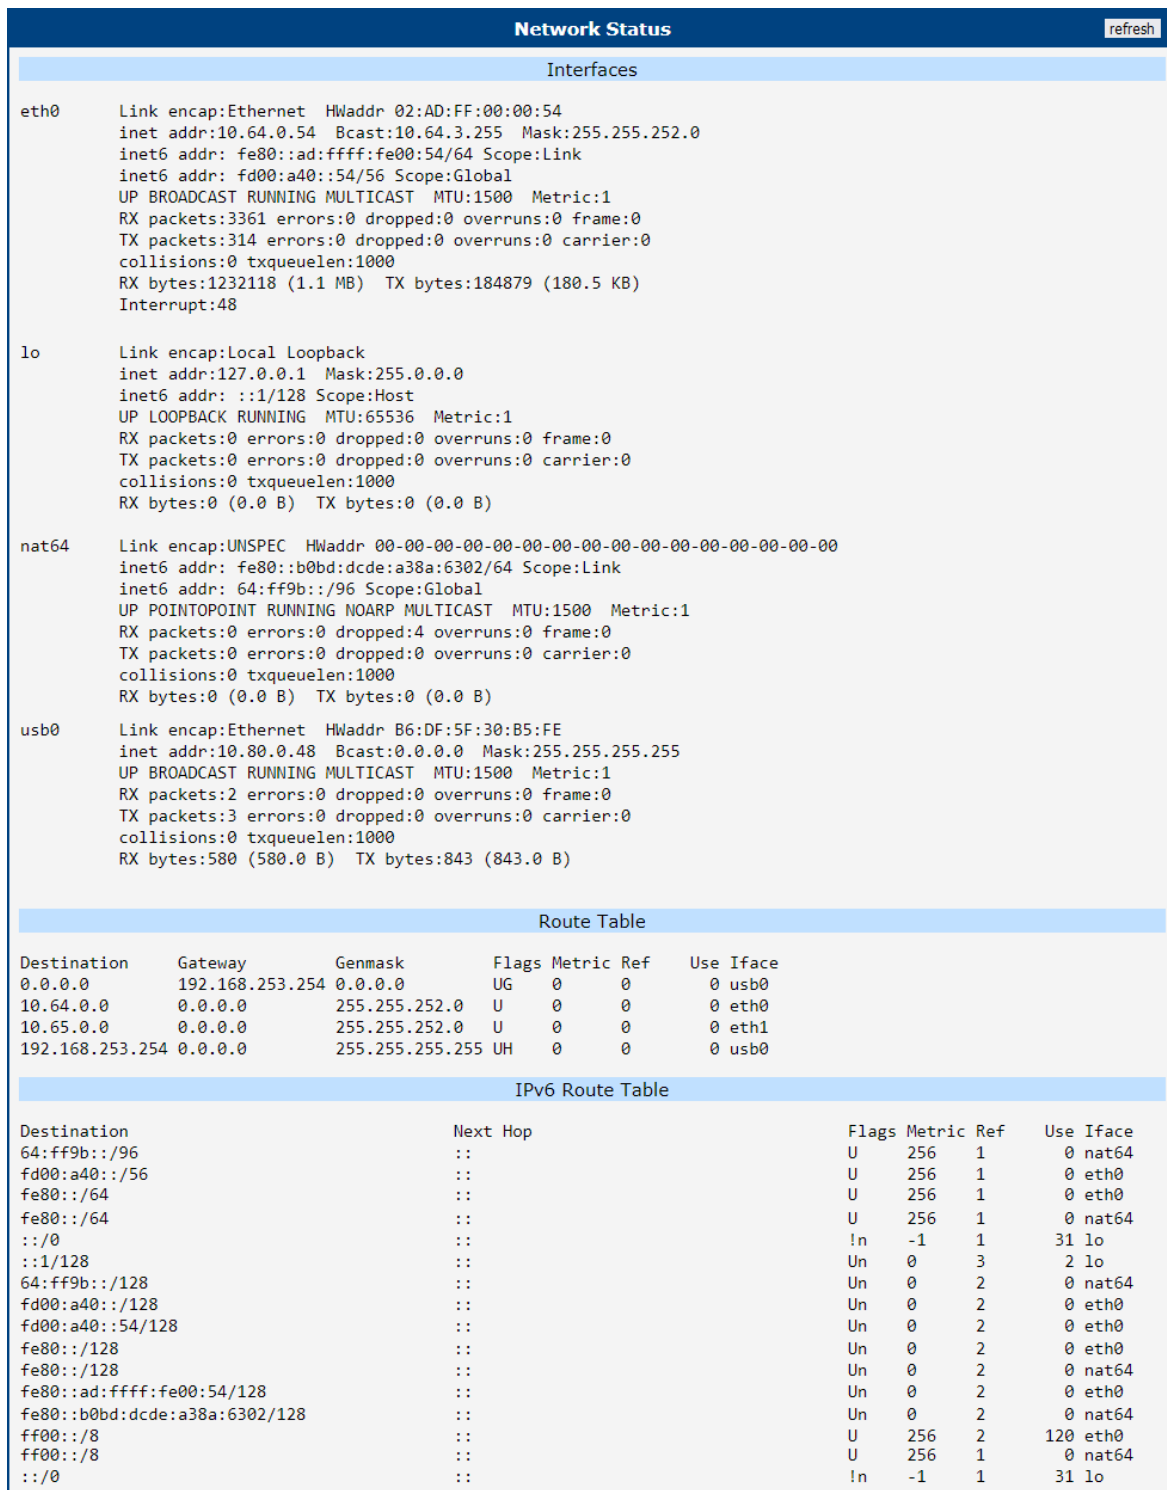 Network Status
refresh
Interfaces
eth0 Link encap:Ethernet HWaddr 02:AD:FF:00:00:54
inet addr:10.64.0.54 Bcast:10.64.3.255 Mask:255.255.252.0
inet6 addr: fe80::ad:ffff:fe00:54/64 Scope:Link
inet6 addr: fd00:a40::54/56 Scope:Global
UP BROADCAST RUNNING MULTICAST MTU:1500 Metric:1
RX packets:3361 errors:0 dropped:0 overruns:0 frame:0
TX packets:314 errors:0 dropped:0 overruns:0 carrier:0
collisions:0 txqueuelen:1000
RX bytes:1232118 (1.1 MB) TX bytes:184879 (180.5 KB)
Interrupt:48
lo Link encap:Local Loopback
inet addr:127.0.0.1 Mask:255.0.0.0
inet6 addr: ::1/128 Scope:Host
UP LOOPBACK RUNNING MTU:65536 Metric:1
RX packets:0 errors:0 dropped:0 overruns:0 frame:0
TX packets:0 errors:0 dropped:0 overruns:0 carrier:0
collisions:0 txqueuelen:1000
RX bytes:0 (0.0 B) TX bytes:0 (0.0 B)
nat64 Link encap:UNSPEC HWaddr 00-00-00-00-00-00-00-00-00-00-00-00-00-00-00-00
inet6 addr: fe80::b0bd:dcde:a38a:6302/64 Scope:Link
inet6 addr: 64:ff9b::/96 Scope:Global
UP POINTOPOINT RUNNING NOARP MULTICAST MTU:1500 Metric:1
RX packets:0 errors:0 dropped:4 overruns:0 frame:0
TX packets:0 errors:0 dropped:0 overruns:0 carrier:0
collisions:0 txqueuelen:1000
RX bytes:0 (0.0 B) TX bytes:0 (0.0 B)
usb0 Link encap:Ethernet HWaddr B6:DF:5F:30:B5:FE
inet addr:10.80.0.48 Bcast:0.0.0.0 Mask:255.255.255.255
UP BROADCAST RUNNING MULTICAST MTU:1500 Metric:1
RX packets:2 errors:0 dropped:0 overruns:0 frame:0
TX packets:3 errors:0 dropped:0 overruns:0 carrier:0
collisions:0 txqueuelen:1000
RX bytes:580 (580.0 B) TX bytes:843 (843.0 B)
Route Table
Destination Gateway Genmask Flags Metric Ref Use Iface
0.0.0.0 192.168.253.254 0.0.0.0 UG 0 0 0 usb0
10.64.0.0 0.0.0.0 255.255.252.0 U 0 0 0 eth0
10.65.0.0 0.0.0.0 255.255.252.0 U 0 0 0 eth1
192.168.253.254 0.0.0.0 255.255.255.255 UH 0 0 0 usb0
IPv6 Route Table
Destination Next Hop Flags Metric Ref Use Iface
64:ff9b::/96 :: U 256 1 0 nat64
fd00:a40::/56 :: U 256 1 0 eth0
fe80::/64 :: U 256 1 0 eth0
fe80::/64 :: U 256 1 0 nat64
::/0 :: !n -1 1 31 lo
::1/128 :: Un 0 3 2 lo
64:ff9b::/128 :: Un 0 2 0 nat64
fd00:a40::/128 :: Un 0 2 0 eth0
fd00:a40::54/128 :: Un 0 2 0 eth0
fe80::/128 :: Un 0 2 0 eth0
fe80::/128 :: Un 0 2 0 nat64
fe80::ad:ffff:fe00:54/128 :: Un 0 2 0 eth0
fe80::b0bd:dcde:a38a:6302/128 :: Un 0 2 0 nat64
ff00::/8 :: U 256 2 120 eth0
ff00::/8 :: U 256 1 0 nat64
::/0 :: !n -1 1 31 lo